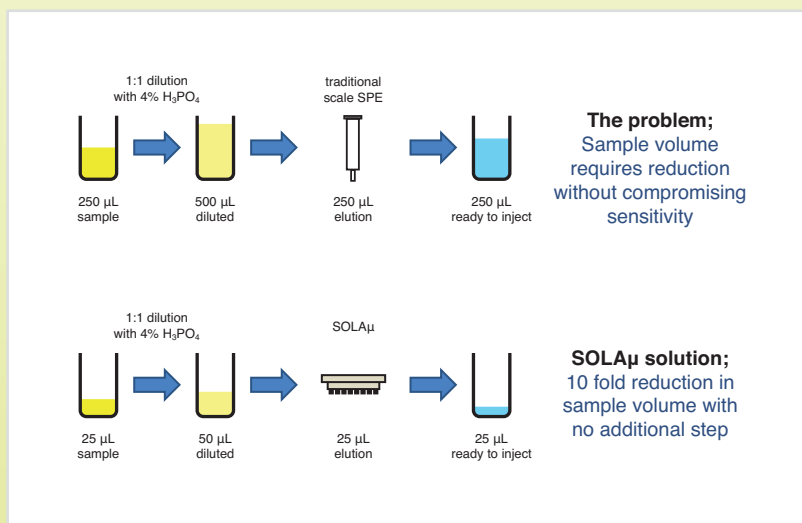 1:1 dilution
with 4% H₃PO₄
traditional
scale SPE
250 µL
sample
500 µL
diluted
250 µL
elution
250 µL
ready to inject
The problem;
Sample volume
requires reduction
without compromising
sensitivity
1:1 dilution
with 4% H₃PO₄
SOLAµ
25 µL
sample
50 µL
diluted
25 µL
elution
25 µL
ready to inject
SOLAµ solution;
10 fold reduction in
sample volume with
no additional step